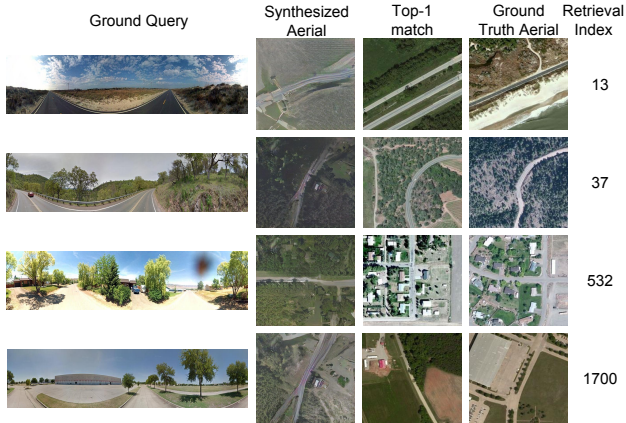 Ground Query
Synthesized
Aerial
Top-1
match
Ground
Truth Aerial
Retrieval
Index
13
37
532
1700